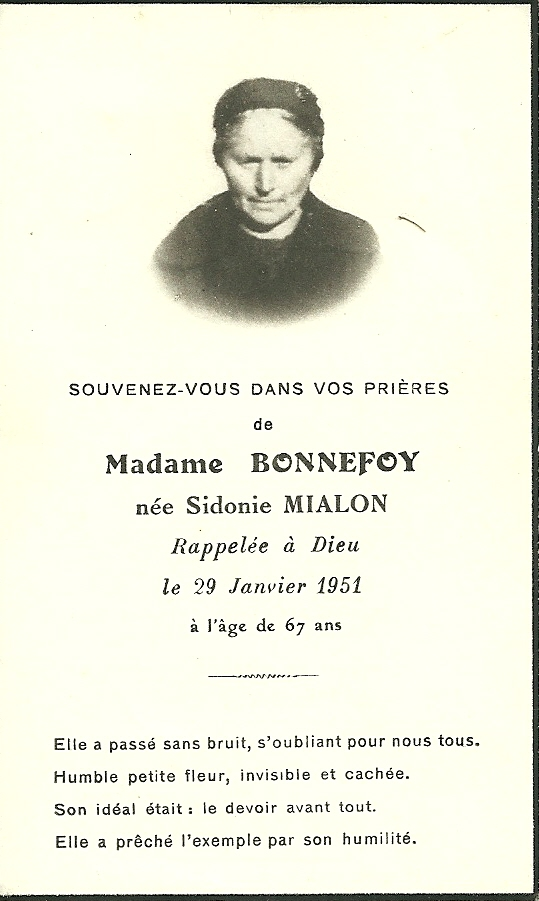 SOUVENEZ-VOUS DANS VOS PRIÈRES
de
Madame BONNEFOY
née Sidonie MIALON
Rappelée à Dieu
le 29 Janvier 1951
à l'âge de 67 ans
Elle a passé sans bruit, s'oubliant pour nous tous.
Humble petite fleur, invisible et cachée.
Son idéal était : le devoir avant tout.
Elle a prêché l'exemple par son humilité.